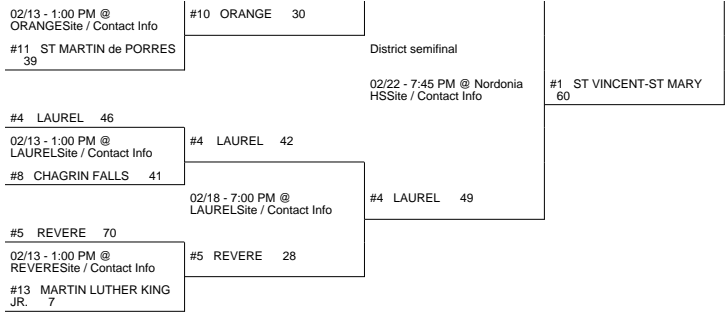 02/13 - 1:00 PM @
ORANGESite / Contact Info
#10 ORANGE 30
#11 ST MARTIN de PORRES
39
District semifinal
02/22 - 7:45 PM @ Nordonia
HSSite / Contact Info
#1 ST VINCENT-ST MARY
60
#4 LAUREL 46
02/13 - 1:00 PM @
LAURELSite / Contact Info
#4 LAUREL 42
#8 CHAGRIN FALLS 41
02/18 - 7:00 PM @
LAURELSite / Contact Info
#4 LAUREL 49
#5 REVERE 70
02/13 - 1:00 PM @
REVERESite / Contact Info
#5 REVERE 28
#13 MARTIN LUTHER KING
JR. 7